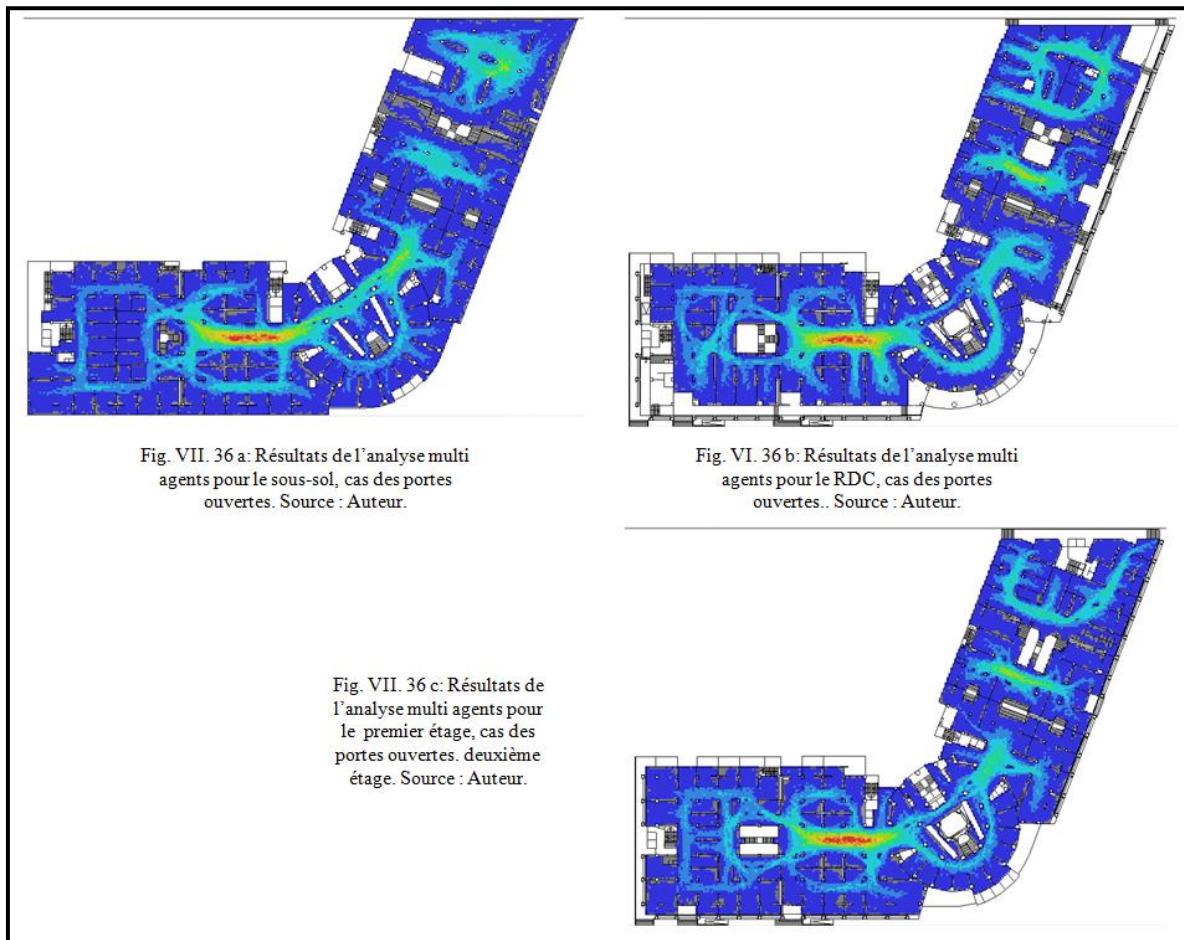 Fig. VII. 36 a: Résultats de l’analyse multi
agents pour le sous-sol, cas des portes
ouvertes. Source : Auteur.
Fig. VI. 36 b: Résultats de l’analyse multi
agents pour le RDC, cas des portes
ouvertes.. Source : Auteur.
Fig. VII. 36 c: Résultats de
l’analyse multi agents pour
le premier étage, cas des
portes ouvertes. deuxième
étage. Source : Auteur.